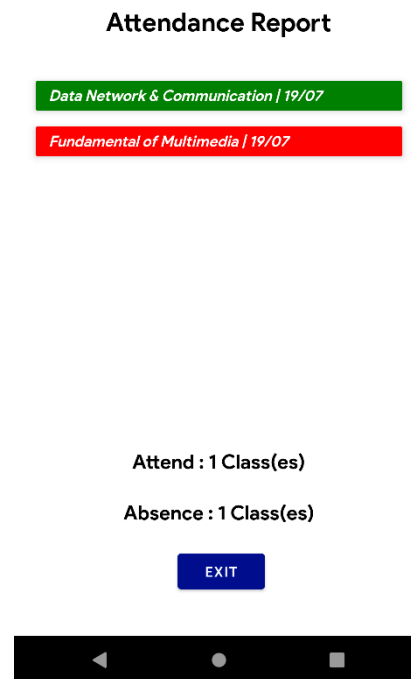 Attendance Report
Data Network & Communication | 19/07
Fundamental of Multimedia | 19/07
Attend : 1 Class(es)
Absence : 1 Class(es)
EXIT